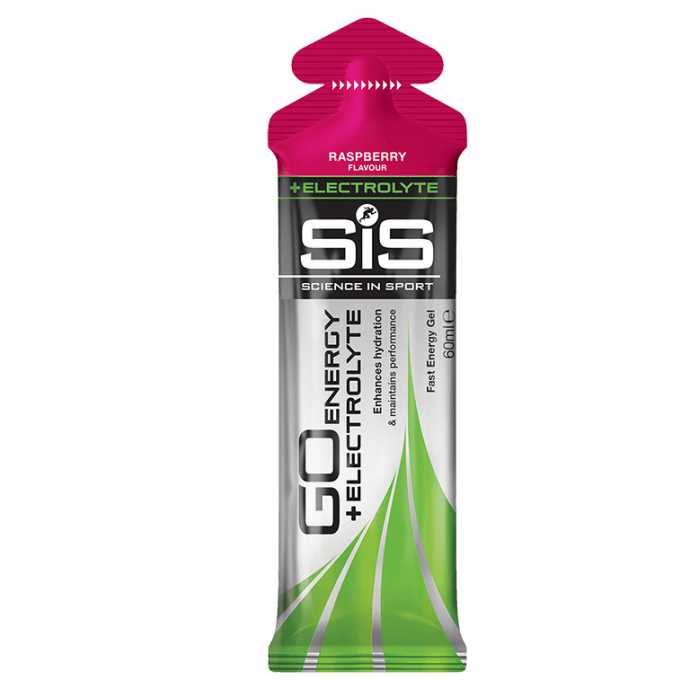 RASPBERRY
FLAVOUR
+ELECTROLYTE
SiS
SCIENCE IN SPORT
GO ENERGY
+ELECTROLYTE
Enhances hydration
& maintains performance
Fast Energy Gel
60ml℮